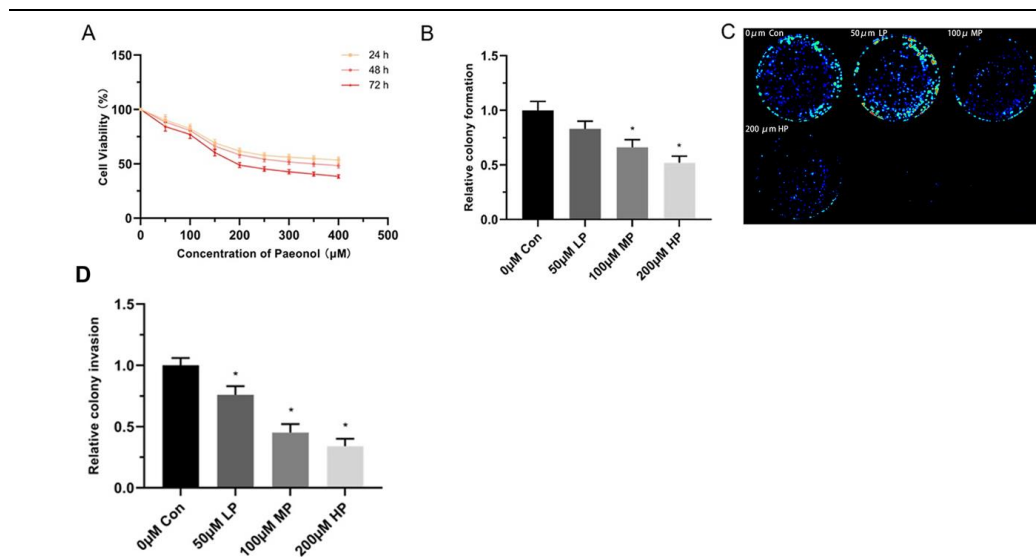 A
150
100
50
0
Cell Viability (%)
0 100 200 300 400 500
Concentration of Paeonol (μM)
24 h
48 h
72 h
B
1.5
1.0
0.5
0.0
Relative colony formation
0μM Con
50μM LP
100μM MP
200μM HP
*
*
C
0 μm Con
50 μm LP
100 μ MP
200 μm HP
D
1.5
1.0
0.5
0.0
Relative colony invasion
0μM Con
50μM LP
100μM MP
200μM HP
*
*
*